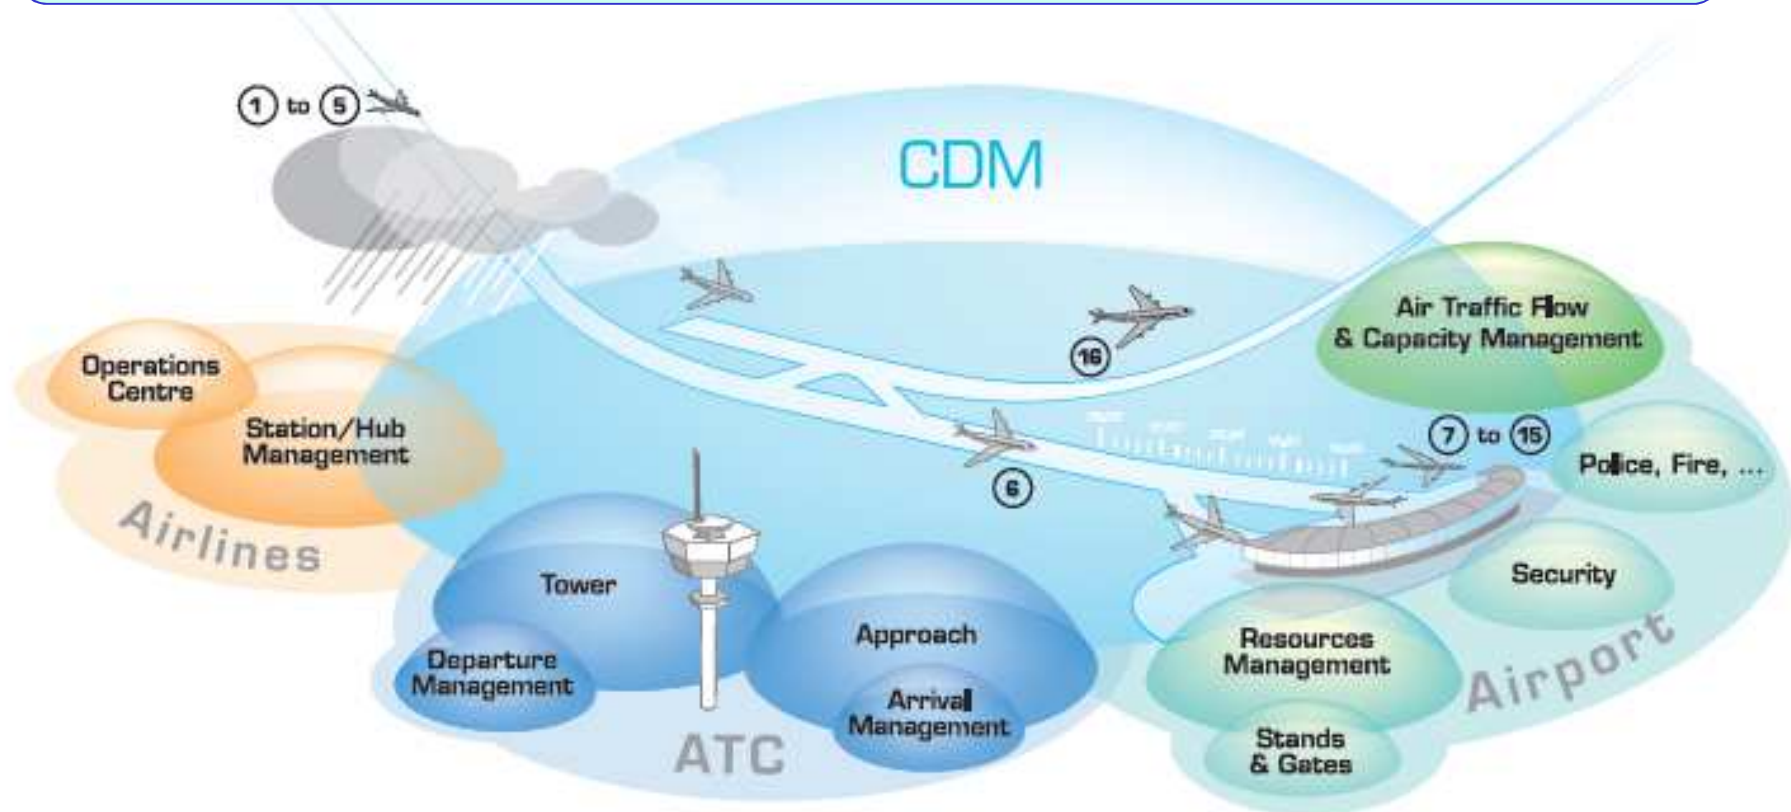 1 to 5
CDM
Air Traffic Flow
& Capacity Management
16
Operations
Centre
Station/Hub
Management
7 to 15
Police, Fire, ...
6
Airlines
Security
Tower
Approach
Resources
Management
Departure
Management
Arrival
Management
Airport
Stands
& Gates
ATC